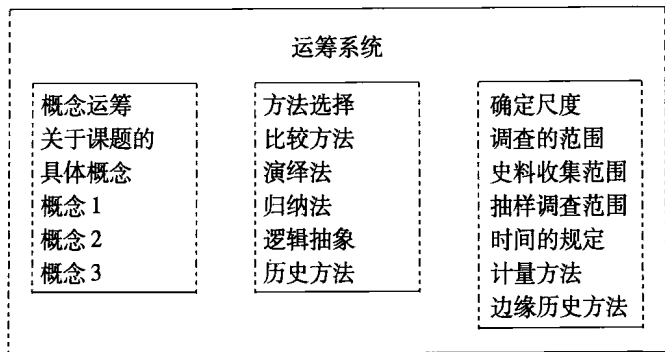 运筹系统
概念运筹
关于课题的
具体概念
概念1
概念2
概念3
方法选择
比较方法
演绎法
归纳法
逻辑抽象
历史方法
确定尺度
调查的范围
史料收集范围
抽样调查范围
时间的规定
计量方法
边缘历史方法